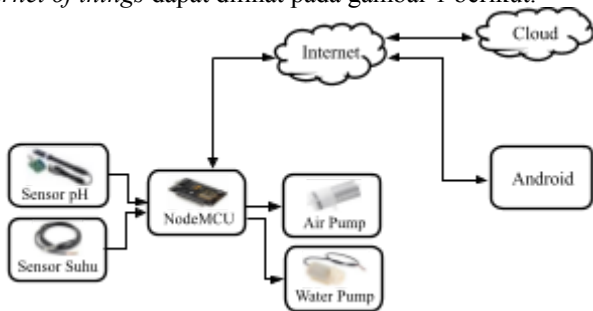 ernet of things dapat dilihat pada gambar 1 berikut:
Cloud
Internet
Sensor pH
NodeMCU
Air Pump
Android
Sensor Suhu
Water Pump